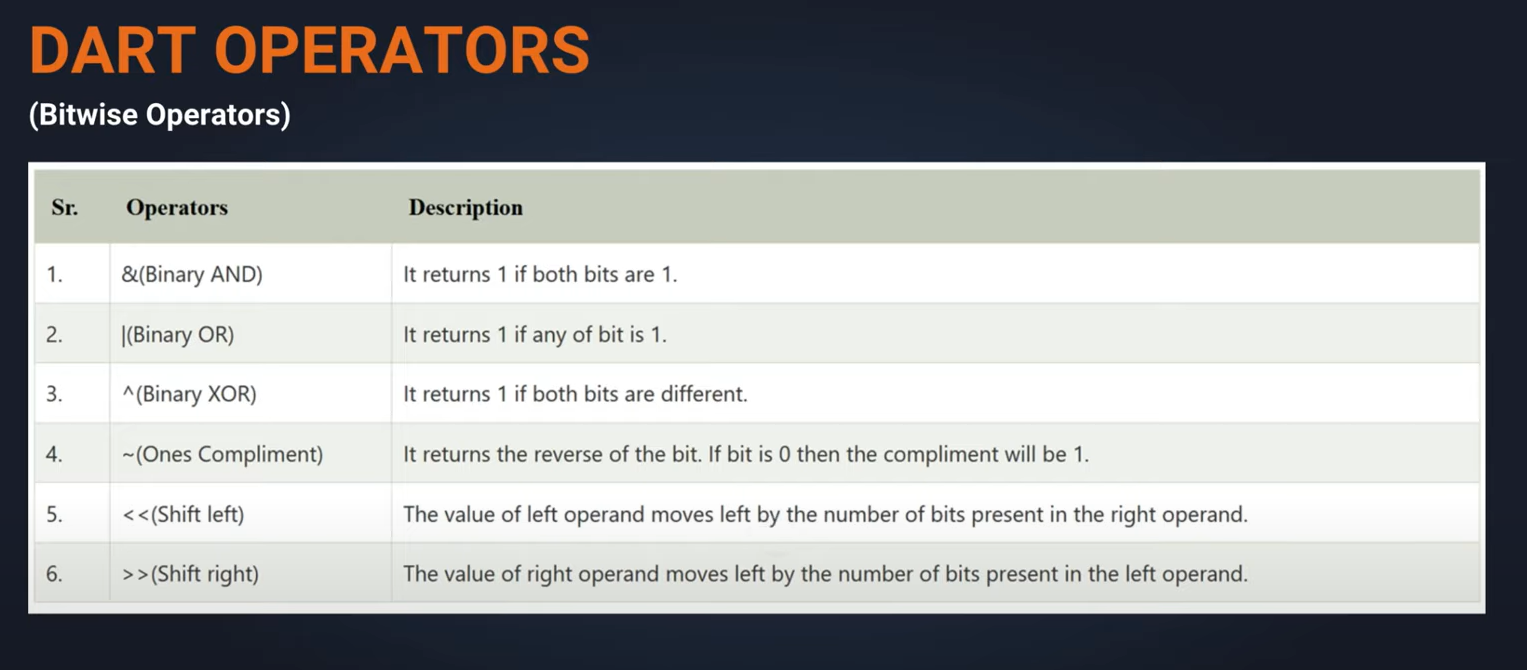 DART OPERATORS
(Bitwise Operators)
Sr. Operators Description
1. &(Binary AND) It returns 1 if both bits are 1.
2. |(Binary OR) It returns 1 if any of bit is 1.
3. ^(Binary XOR) It returns 1 if both bits are different.
4. ~(Ones Compliment) It returns the reverse of the bit. If bit is 0 then the compliment will be 1.
5. <<(Shift left) The value of left operand moves left by the number of bits present in the right operand.
6. >>(Shift right) The value of right operand moves left by the number of bits present in the left operand.